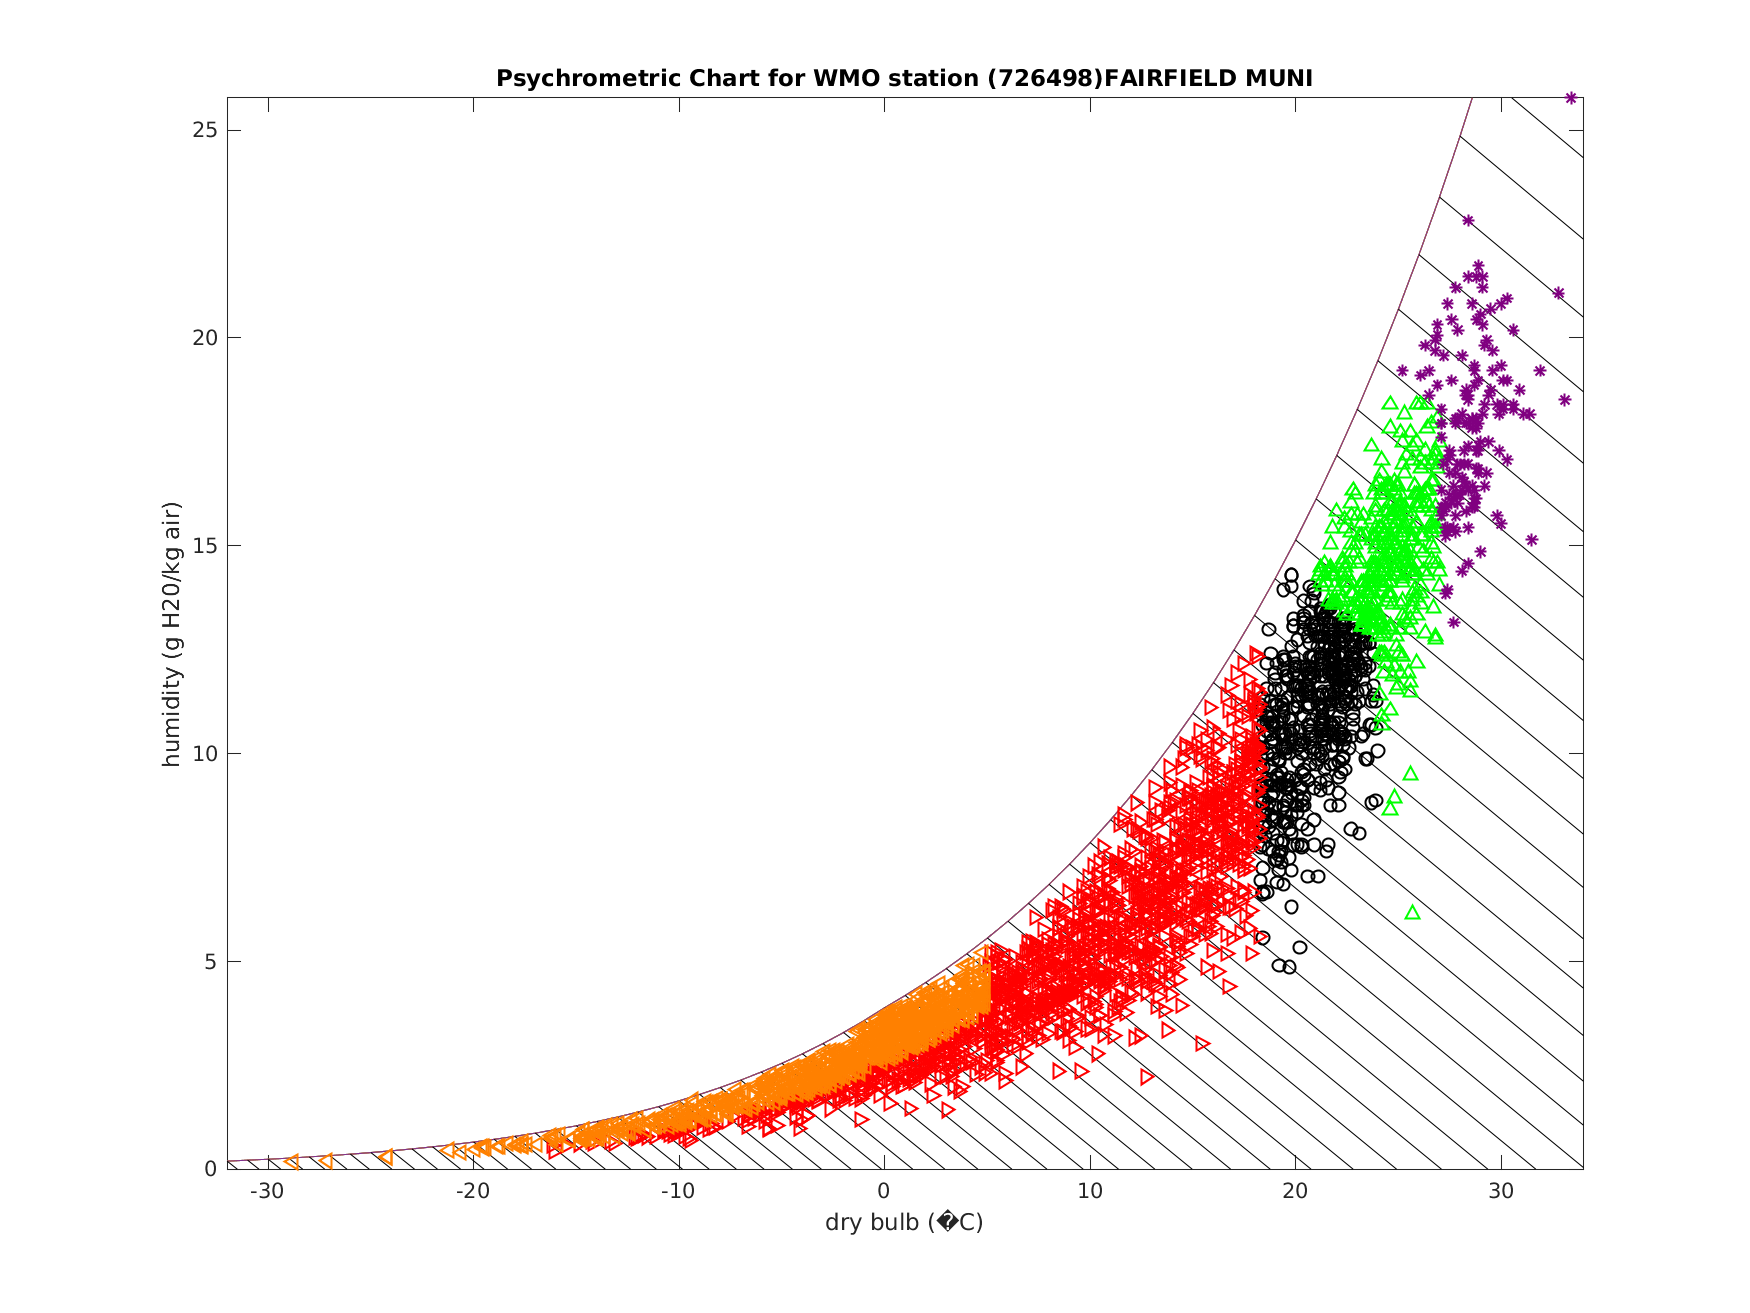 Psychrometric Chart for WMO station (726498)FAIRFIELD MUNI
25
20
15
10
5
0
humidity (g H20/kg air)
-30 -20 -10 0 10 20 30
dry bulb (�C)